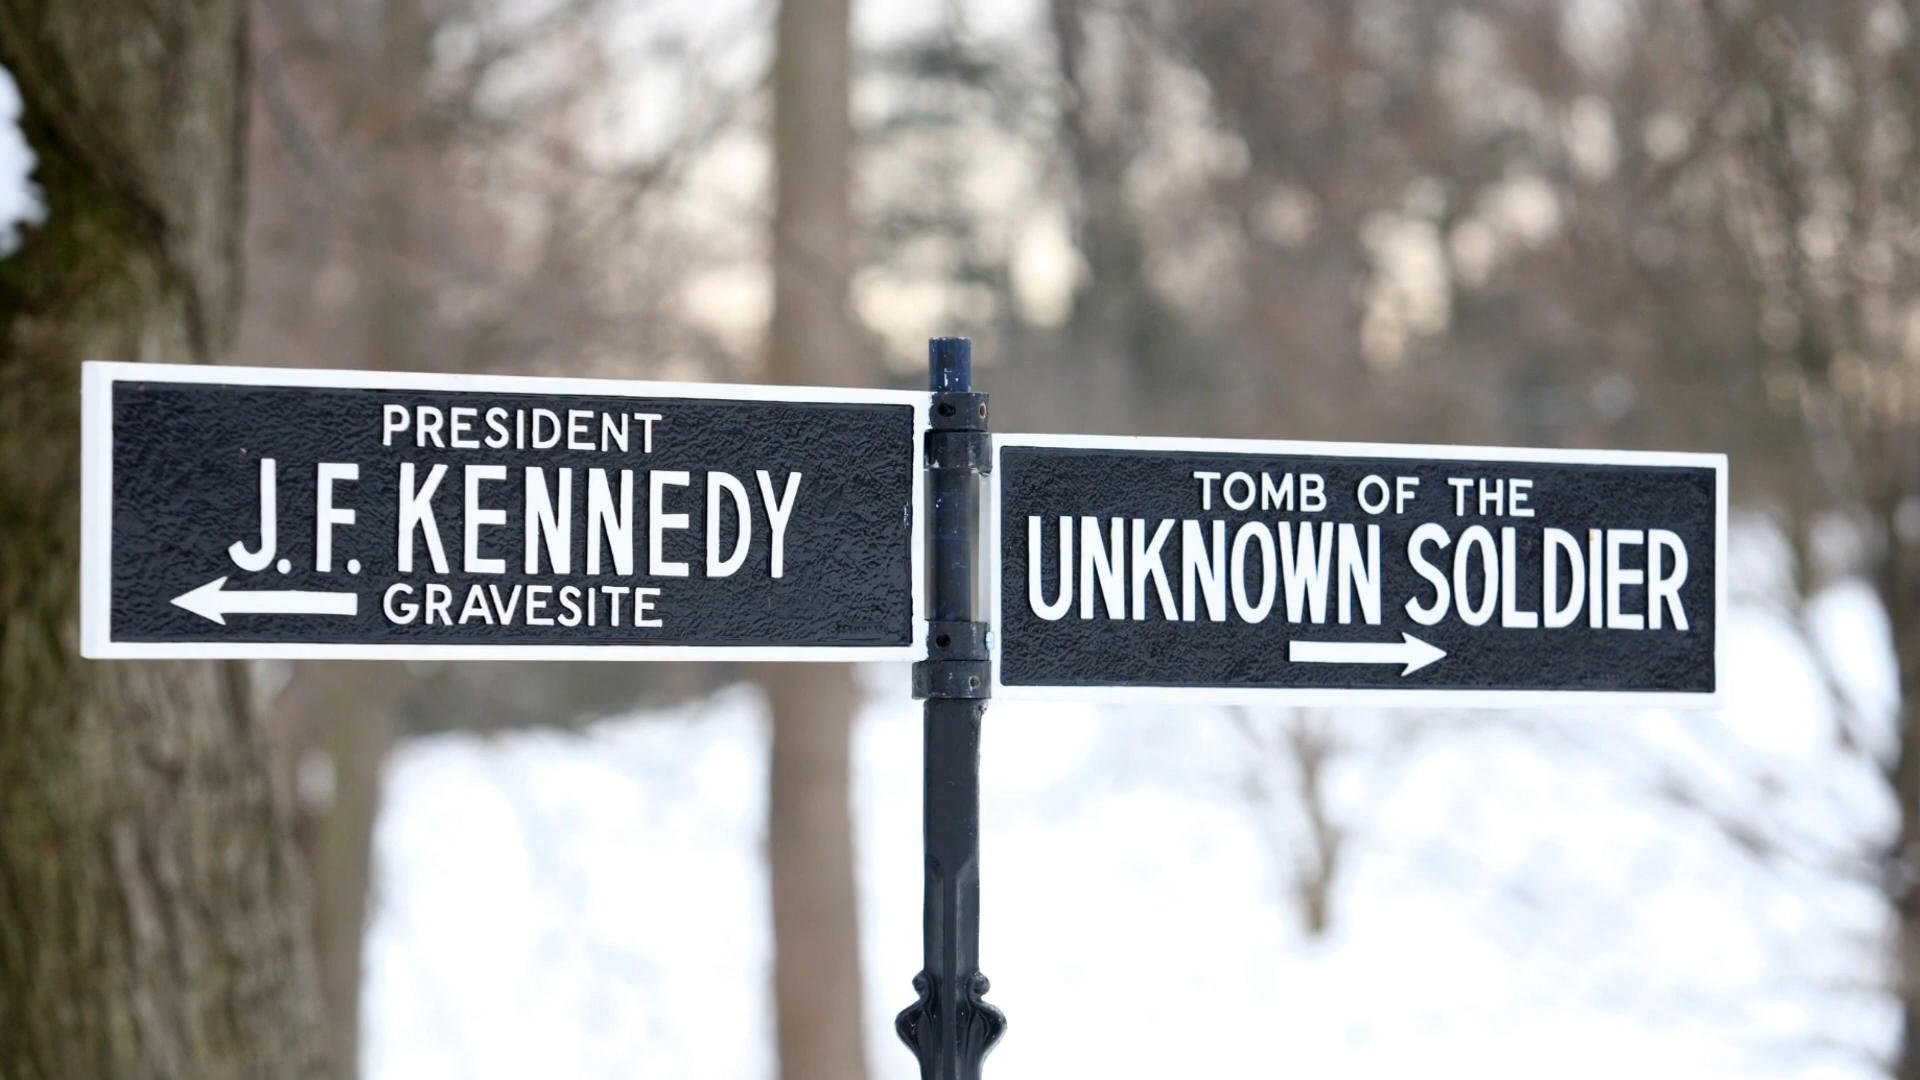 PRESIDENT
J.F. KENNEDY
GRAVESITE
TOMB OF THE
UNKNOWN SOLDIER